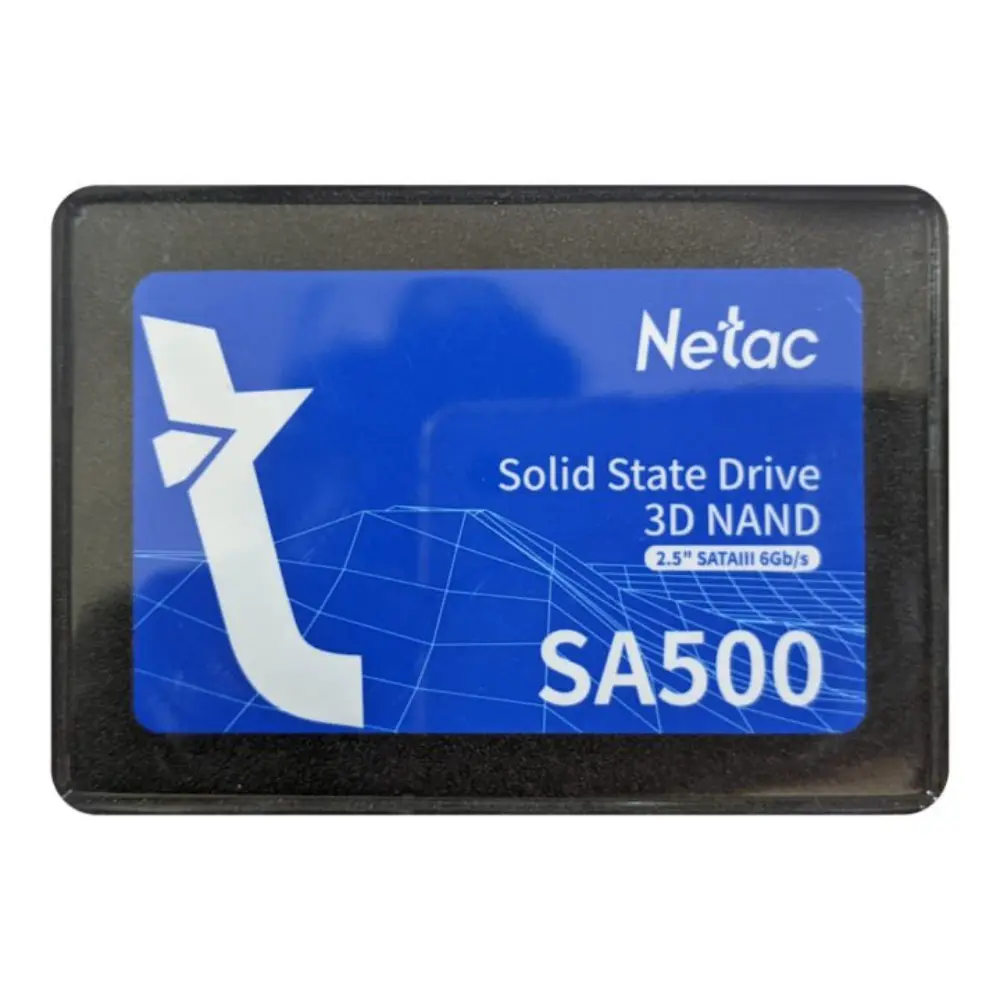 Netac
Solid State Drive
3D NAND
2.5" SATAIII 6Gb/s
SA500